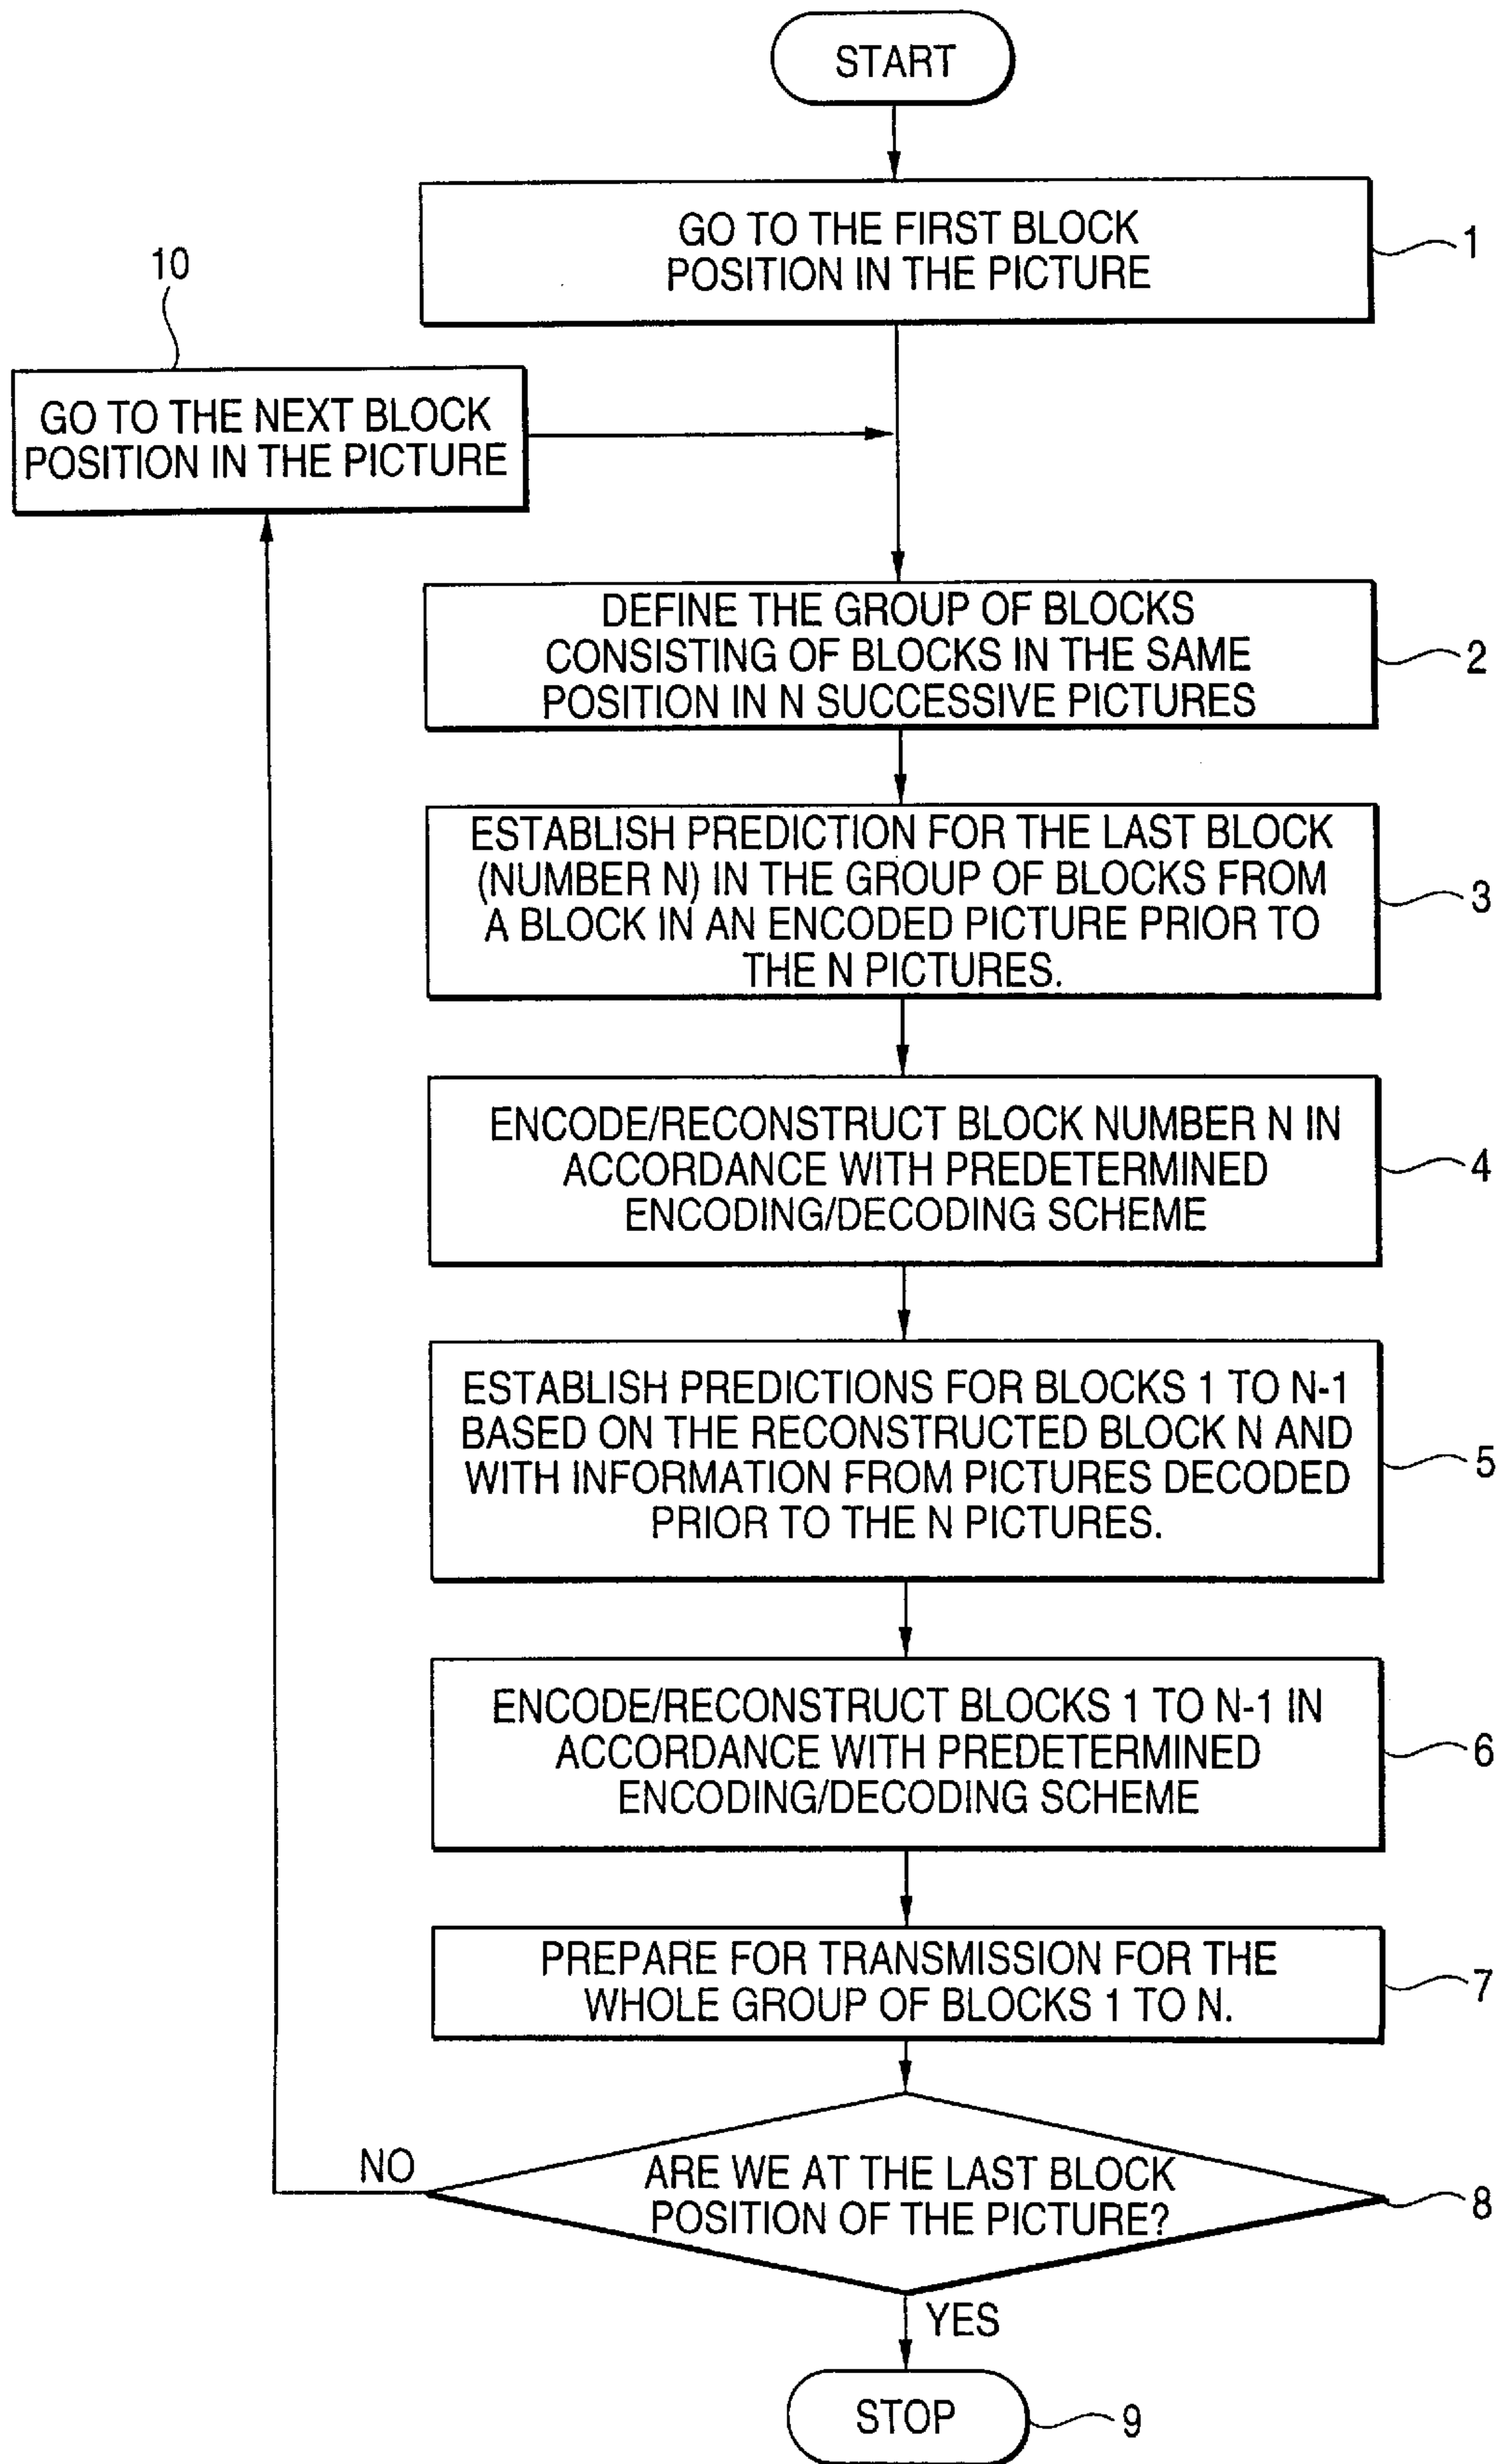 START
GO TO THE FIRST BLOCK
POSITION IN THE PICTURE
1
10
GO TO THE NEXT BLOCK
POSITION IN THE PICTURE
DEFINE THE GROUP OF BLOCKS
CONSISTING OF BLOCKS IN THE SAME
POSITION IN N SUCCESSIVE PICTURES
2
ESTABLISH PREDICTION FOR THE LAST BLOCK
(NUMBER N) IN THE GROUP OF BLOCKS FROM
A BLOCK IN AN ENCODED PICTURE PRIOR TO
THE N PICTURES.
3
ENCODE/RECONSTRUCT BLOCK NUMBER N IN
ACCORDANCE WITH PREDETERMINED
ENCODING/DECODING SCHEME
4
ESTABLISH PREDICTIONS FOR BLOCKS 1 TO N-1
BASED ON THE RECONSTRUCTED BLOCK N AND
WITH INFORMATION FROM PICTURES DECODED
PRIOR TO THE N PICTURES.
5
ENCODE/RECONSTRUCT BLOCKS 1 TO N-1 IN
ACCORDANCE WITH PREDETERMINED
ENCODING/DECODING SCHEME
6
PREPARE FOR TRANSMISSION FOR THE
WHOLE GROUP OF BLOCKS 1 TO N.
7
NO
ARE WE AT THE LAST BLOCK
POSITION OF THE PICTURE?
8
YES
STOP
9